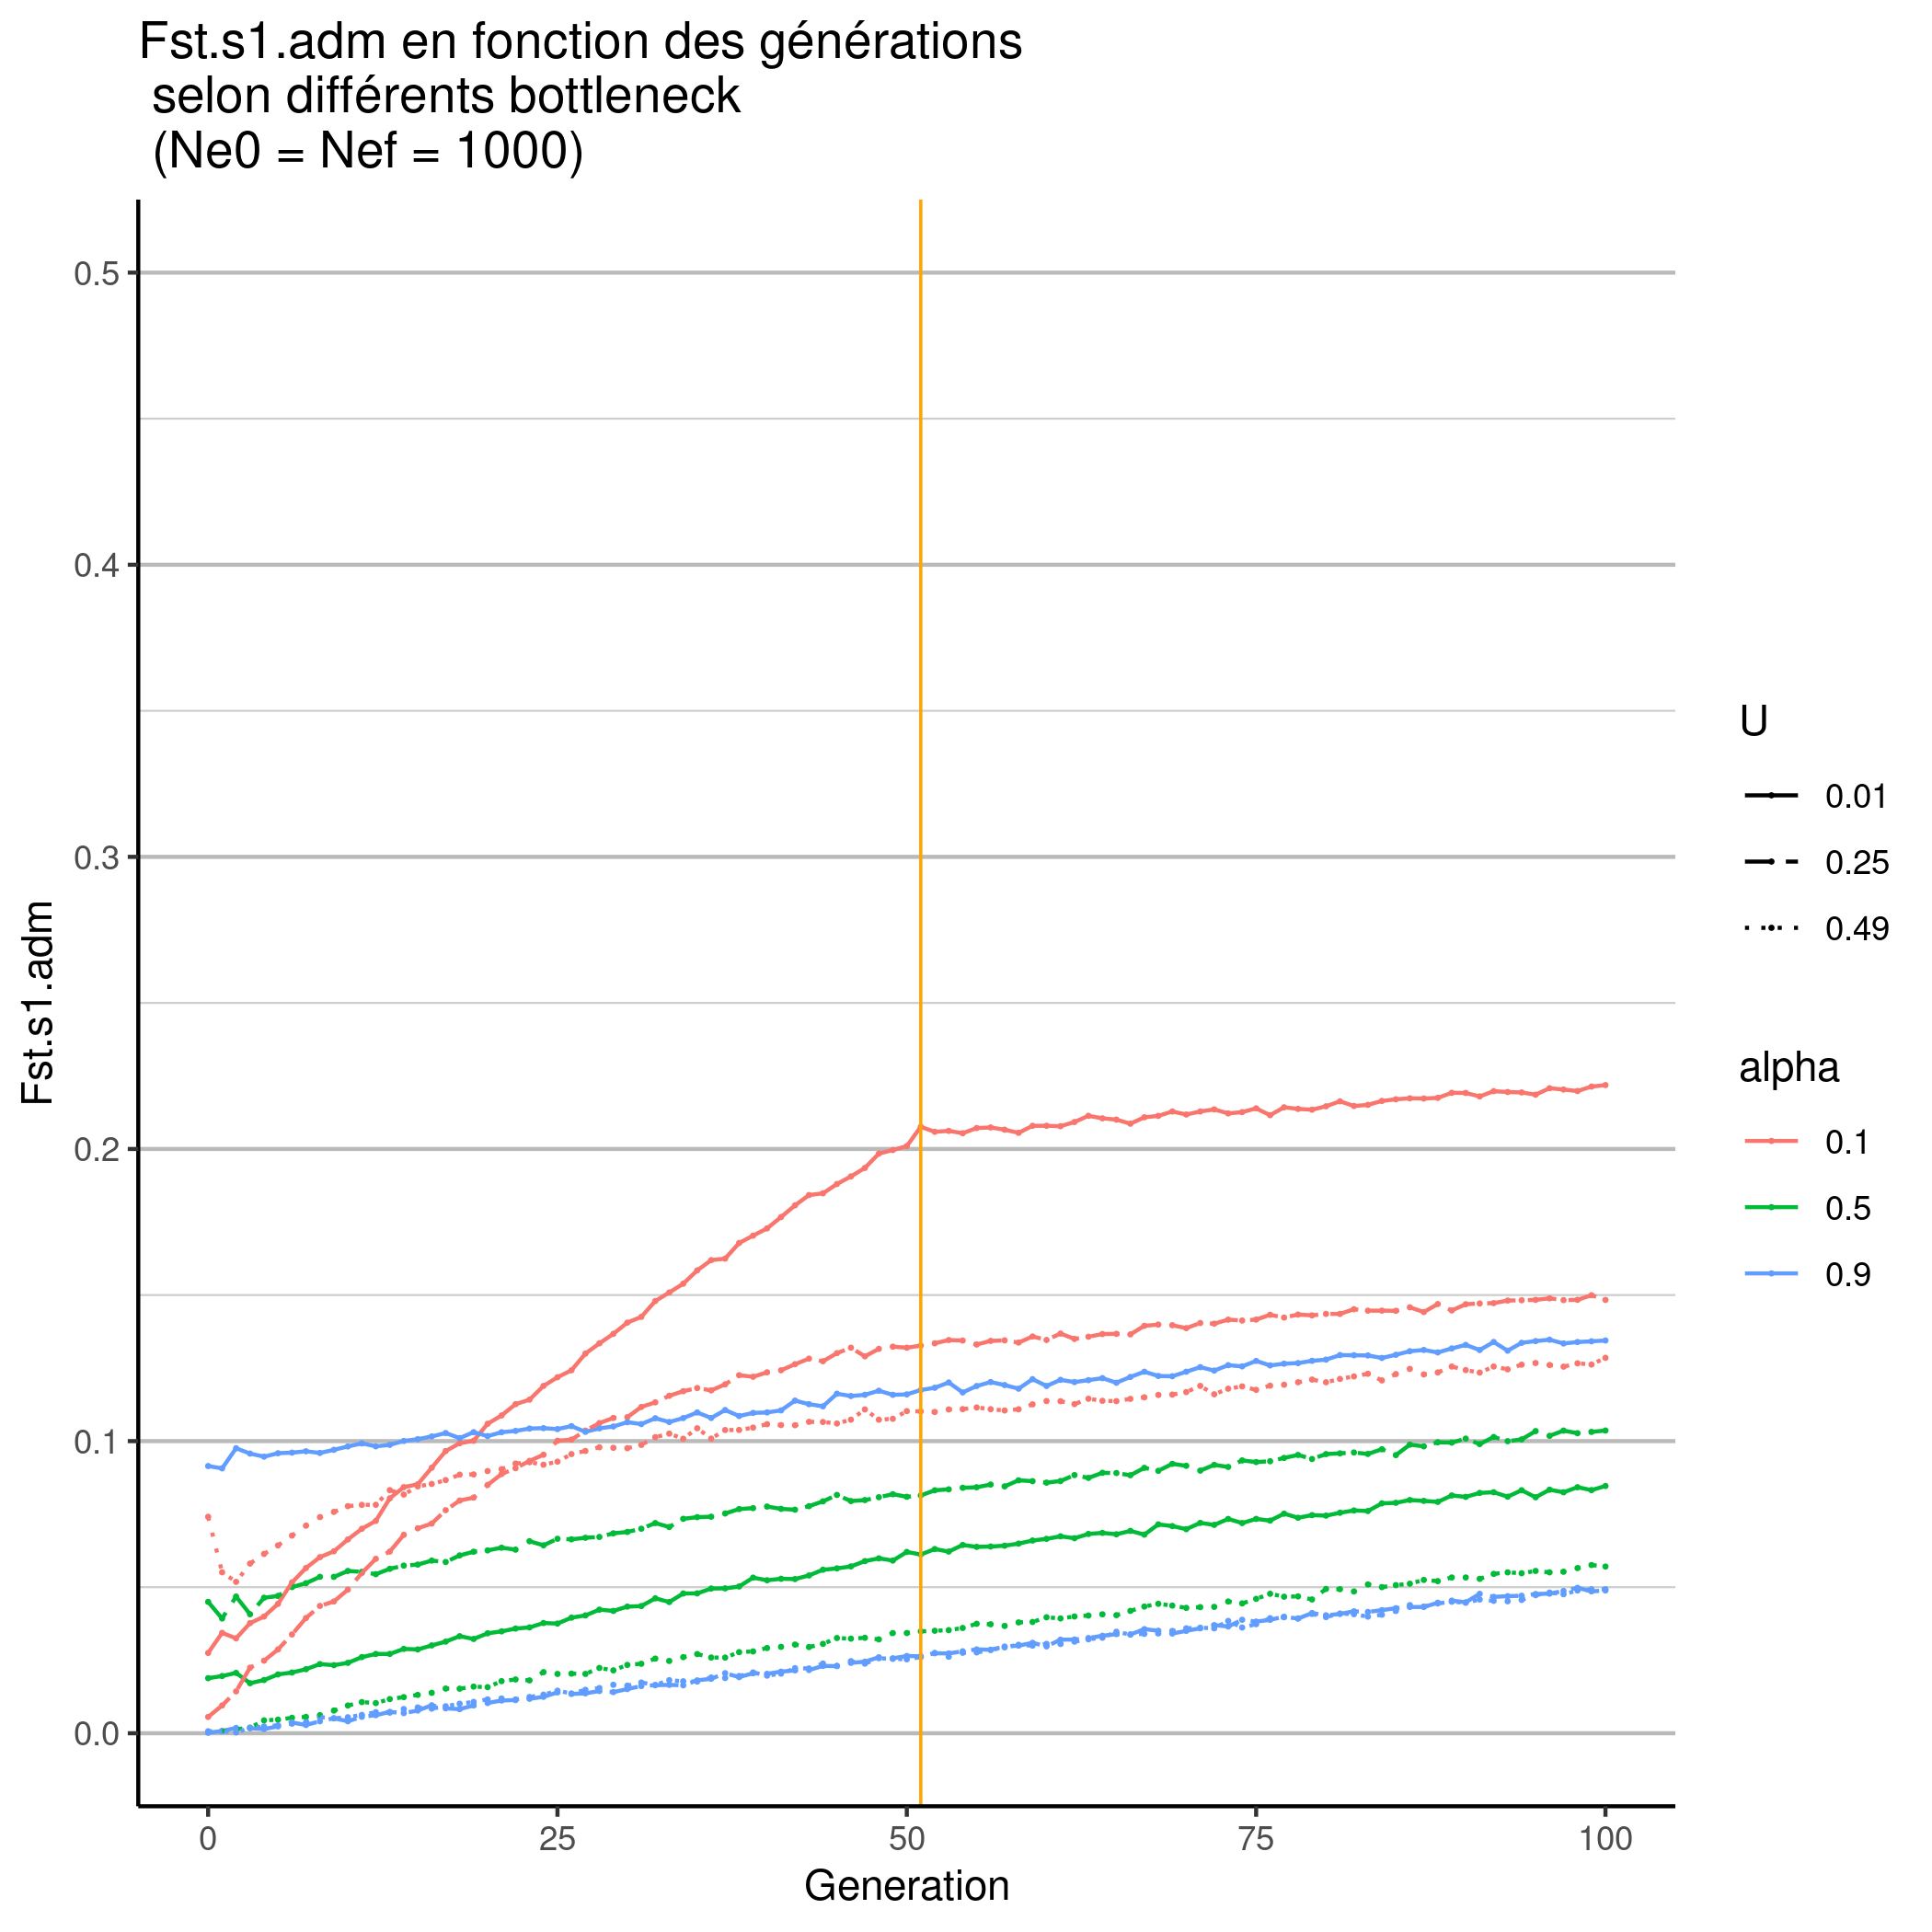 Fst.s1.adm en fonction des générations
selon différents bottleneck
(Ne0 = Nef = 1000)
Fst.s1.adm
0.5
0.4
0.3
0.2
0.1
0.0
0
25
50
75
100
Generation
U
0.01
0.25
0.49
alpha
0.1
0.5
0.9